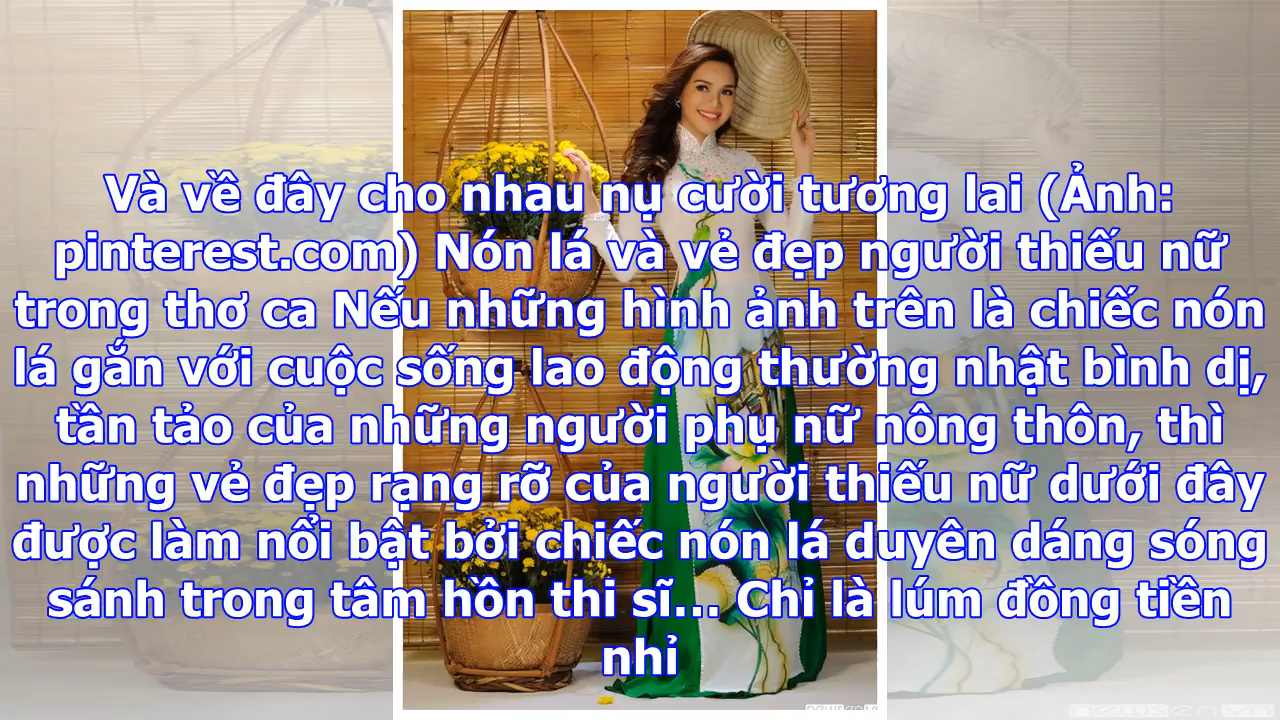 Và về đây cho nhau nụ cười tương lai (Ảnh:
pinterest.com) Nón lá và vẻ đẹp người thiếu nữ
trong thơ ca Nếu những hình ảnh trên là chiếc nón
lá gắn với cuộc sống lao động thường nhật bình dị,
tần tảo của những người phụ nữ nông thôn, thì
những vẻ đẹp rạng rỡ của người thiếu nữ dưới đây
được làm nổi bật bởi chiếc nón lá duyên dáng sóng
sánh trong tâm hồn thi sĩ... Chỉ là lúm đồng tiền
nhỉ